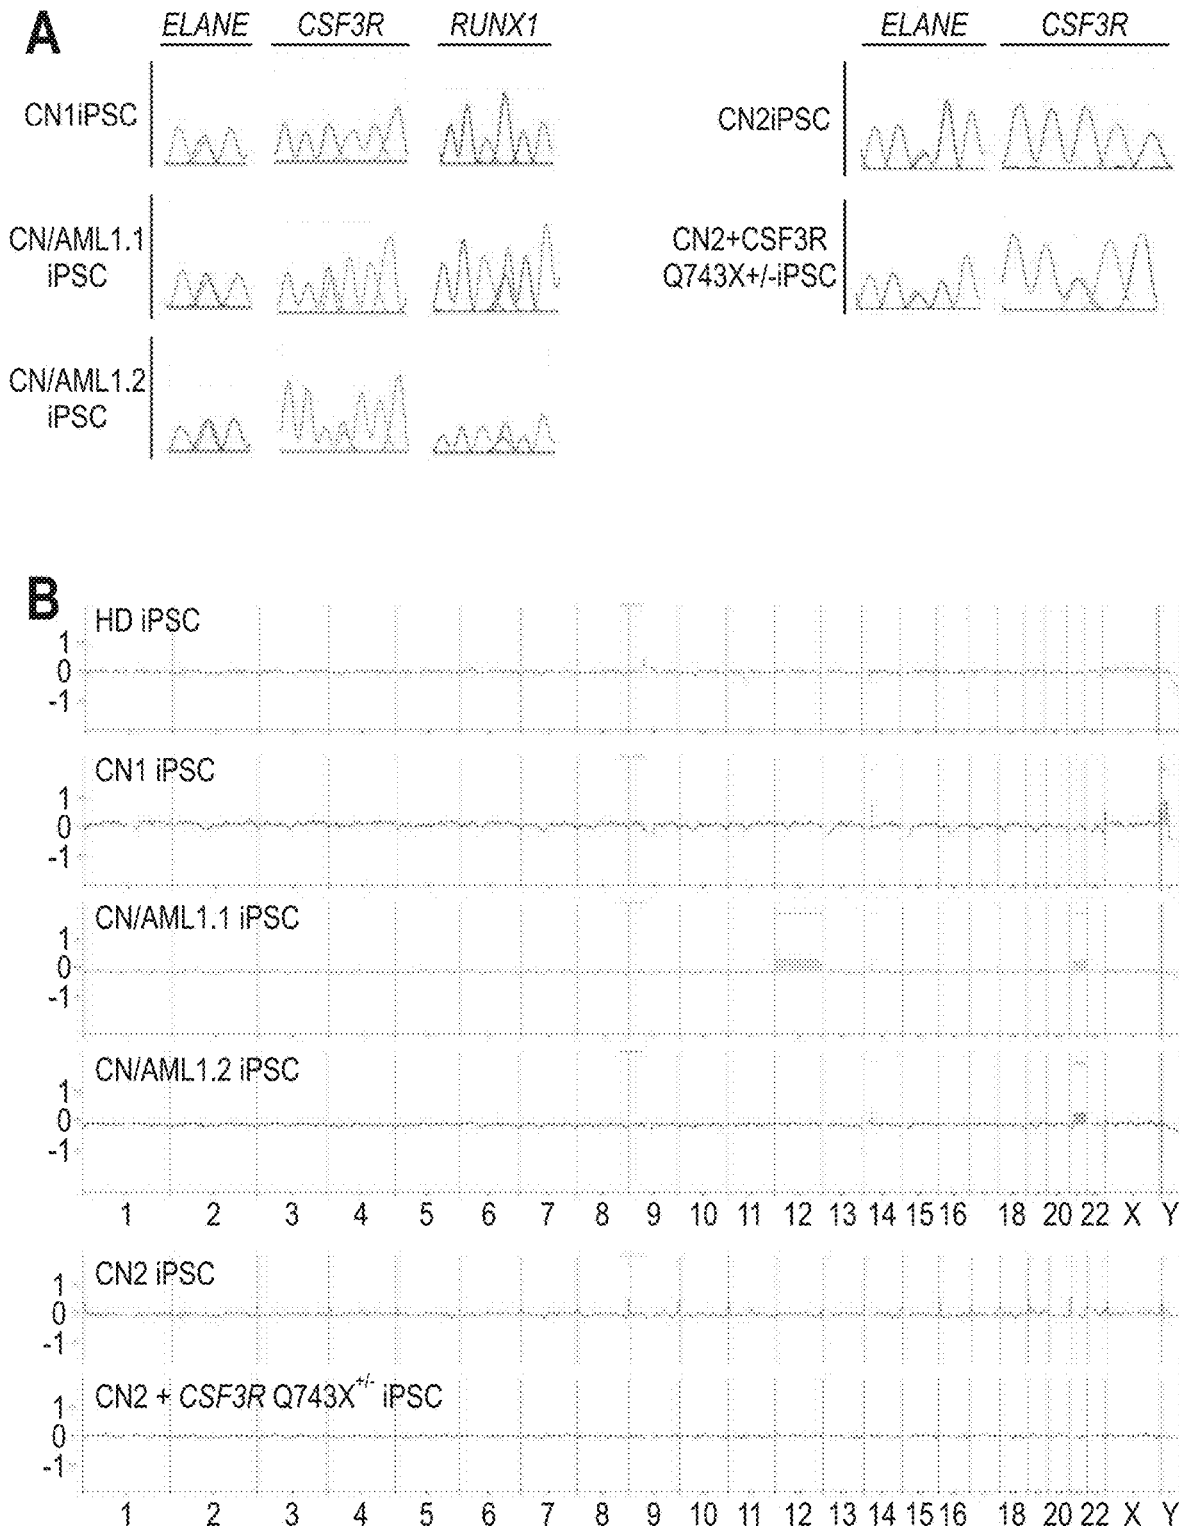 A
ELANE CSF3R RUNX1
ELANE CSF3R
CN1iPSC
CN2iPSC
CN/AML1.1
iPSC
CN2+CSF3R
Q743X+/-iPSC
CN/AML1.2
iPSC
B
HD iPSC
1
0
-1
CN1 iPSC
1
0
-1
CN/AML1.1 iPSC
1
0
-1
CN/AML1.2 iPSC
1
0
-1
1 2 3 4 5 6 7 8 9 10 11 12 13 14 15 16 18 20 22 X Y
CN2 iPSC
1
0
-1
CN2 + CSF3R Q743X+/- iPSC
1
0
-1
1 2 3 4 5 6 7 8 9 10 11 12 13 14 15 16 18 20 22 X Y